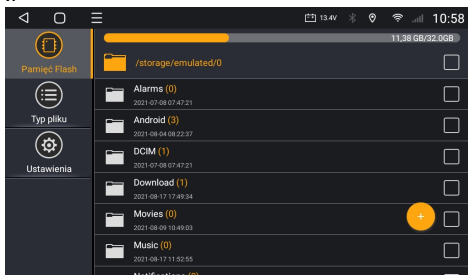 13.4V
10:58
11,38 GB/32.0GB
Pamięć Flash
/storage/emulated/0
Typ pliku
Ustawienia
Alarms (0)
2021-07-08 07:47:21
Android (3)
2021-08-04 08:22:37
DCIM (1)
2021-07-08 07:47:21
Download (1)
2021-08-17 17:49:34
Movies (0)
2021-08-09 10:49:03
Music (0)
2021-08-17 11:52:55